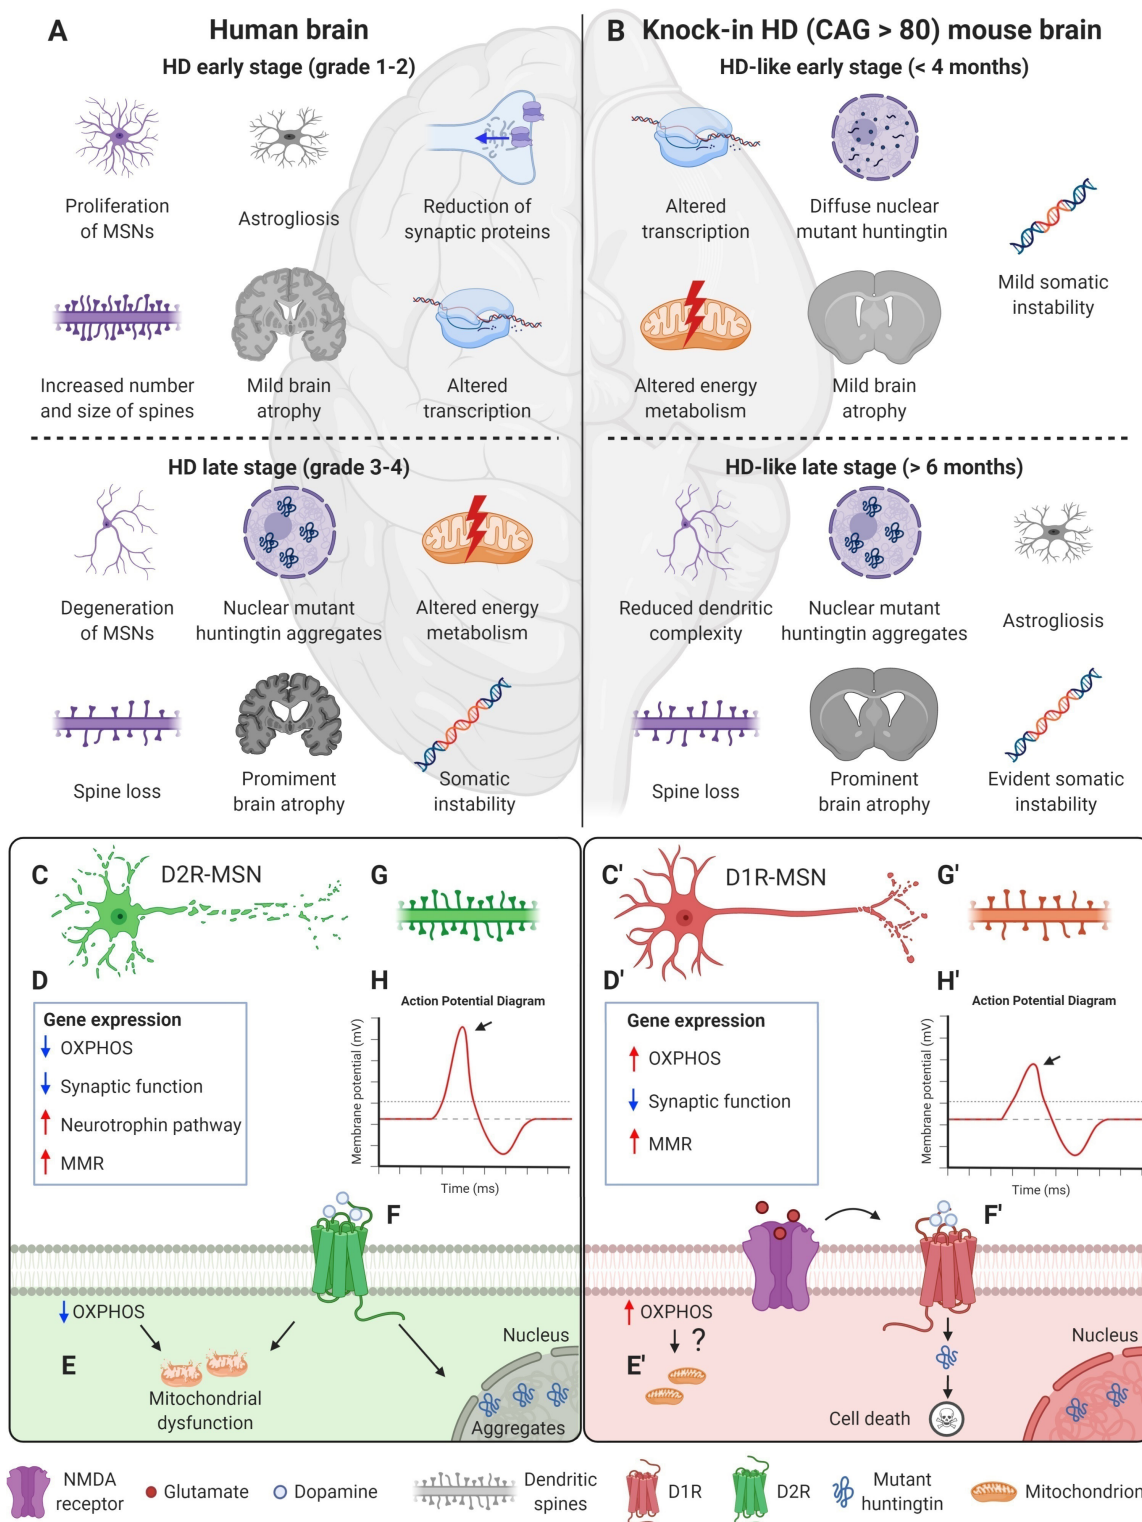 A
Human brain
HD early stage (grade 1-2)
Proliferation
of MSNs
Astrogliosis
Reduction of
synaptic proteins
Increased number
and size of spines
Mild brain
atrophy
Altered
transcription
HD late stage (grade 3-4)
Degeneration
of MSNs
Nuclear mutant
huntingtin aggregates
Altered energy
metabolism
Spine loss
Promiment
brain atrophy
Somatic
instability
B
Knock-in HD (CAG > 80) mouse brain
HD-like early stage (< 4 months)
Altered
transcription
Diffuse nuclear
mutant huntingtin
Mild somatic
instability
Altered energy
metabolism
Mild brain
atrophy
HD-like late stage (> 6 months)
Reduced dendritic
complexity
Nuclear mutant
huntingtin aggregates
Astrogliosis
Spine loss
Prominent
brain atrophy
Evident somatic
instability
C
D2R-MSN
G
D
Gene expression
OXPHOS
Synaptic function
Neurotrophin pathway
MMR
H
Action Potential Diagram
Membrane potential (mV)
Time (ms)
F
OXPHOS
E
Mitochondrial
dysfunction
Nucleus
Aggregates
C'
D1R-MSN
G'
D'
Gene expression
OXPHOS
Synaptic function
MMR
H'
Action Potential Diagram
Membrane potential (mV)
Time (ms)
F'
OXPHOS
?
E'
Cell death
Nucleus
NMDA
receptor
Glutamate
Dopamine
Dendritic
spines
D1R
D2R
Mutant
huntingtin
Mitochondrion